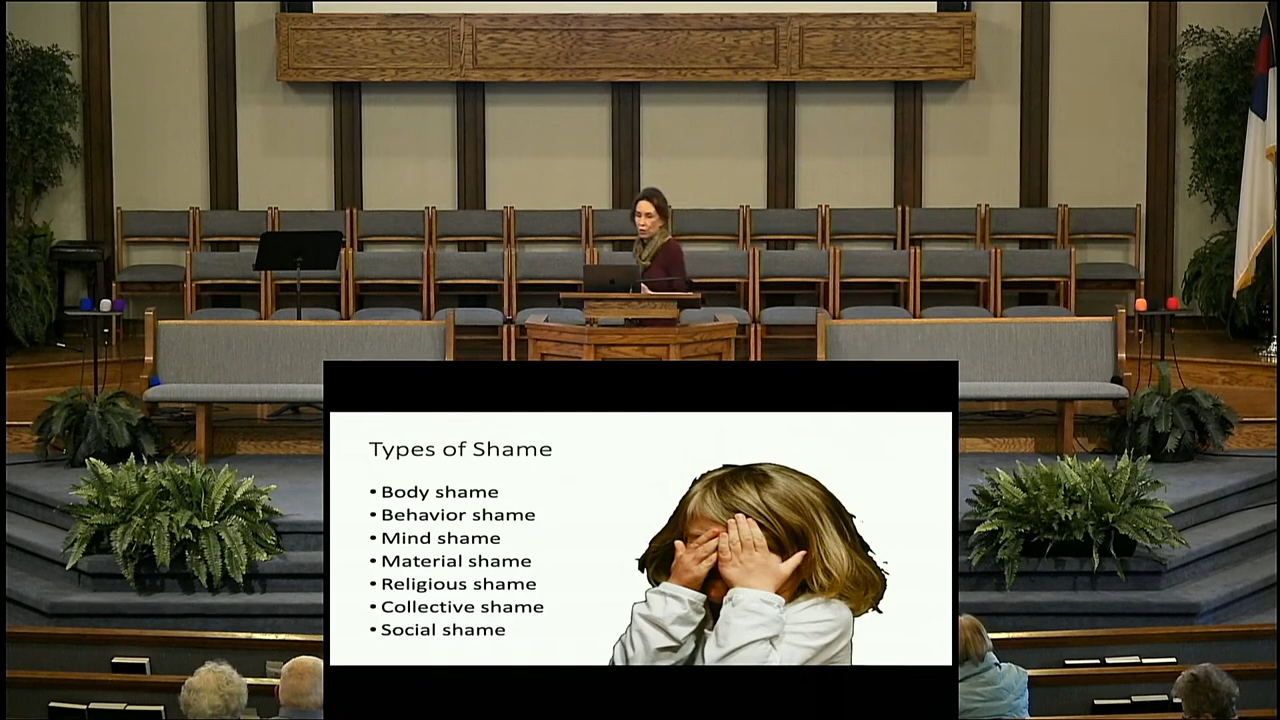 Types of Shame
• Body shame
• Behavior shame
• Mind shame
• Material shame
• Religious shame
• Collective shame
• Social shame